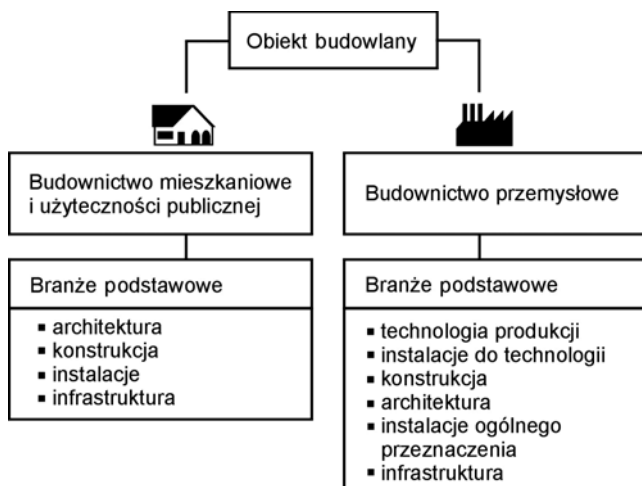 Obiekt budowlany
Budownictwo mieszkaniowe
i użyteczności publicznej
Branże podstawowe
▪ architektura
▪ konstrukcja
▪ instalacje
▪ infrastruktura
Budownictwo przemysłowe
Branże podstawowe
▪ technologia produkcji
▪ instalacje do technologii
▪ konstrukcja
▪ architektura
▪ instalacje ogólnego
przeznaczenia
▪ infrastruktura